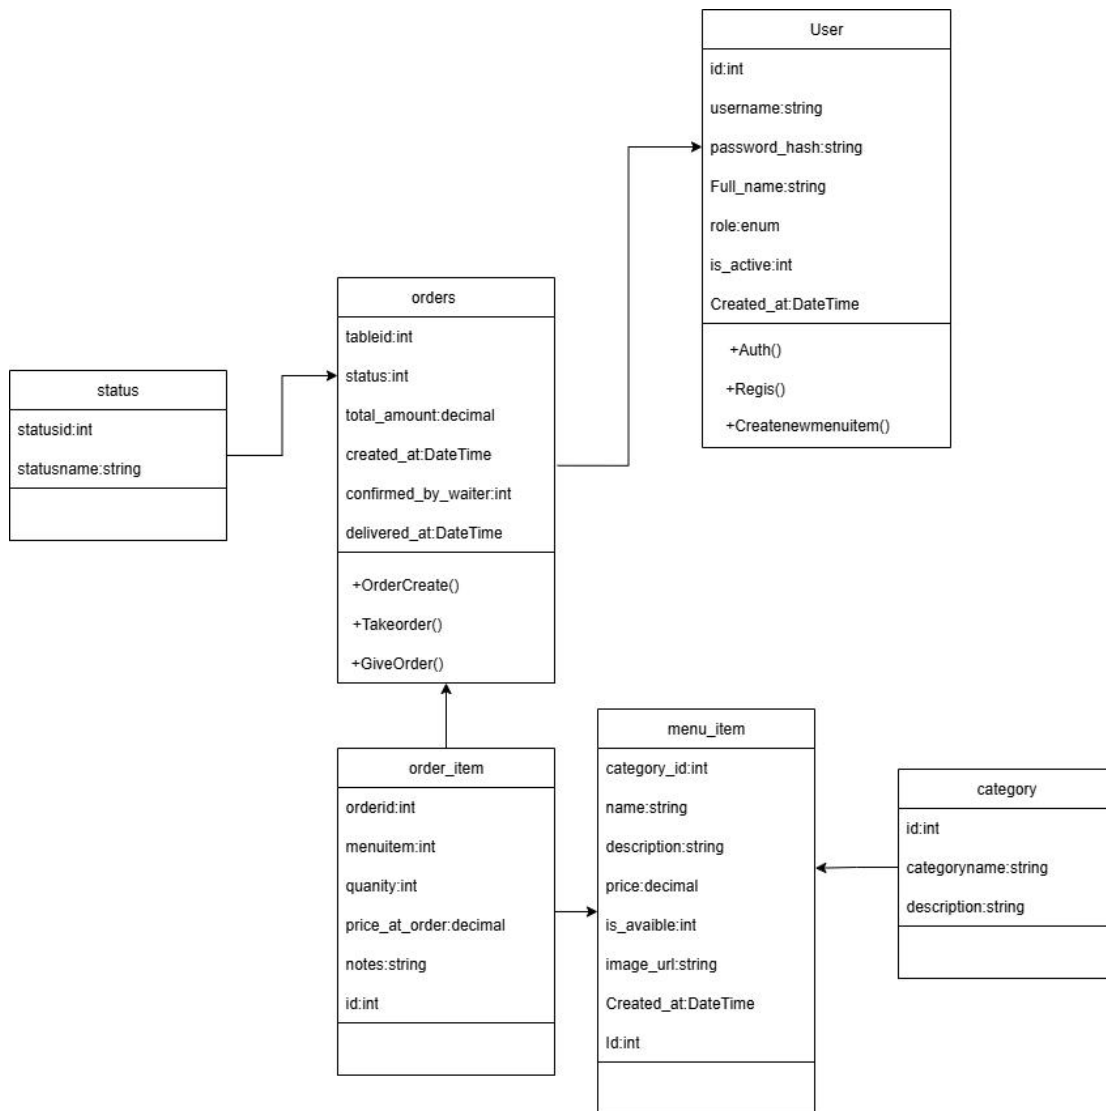 User
id:int
username:string
password_hash:string
Full_name:string
role:enum
is_active:int
Created_at:DateTime
+Auth()
+Regis()
+Createnewmenuitem()
orders
tableid:int
status:int
total_amount:decimal
created_at:DateTime
confirmed_by_waiter:int
delivered_at:DateTime
+OrderCreate()
+Takeorder()
+GiveOrder()
status
statusid:int
statusname:string
order_item
orderid:int
menuitem:int
quanity:int
price_at_order:decimal
notes:string
id:int
menu_item
category_id:int
name:string
description:string
price:decimal
is_avaible:int
image_url:string
Created_at:DateTime
Id:int
category
id:int
categoryname:string
description:string